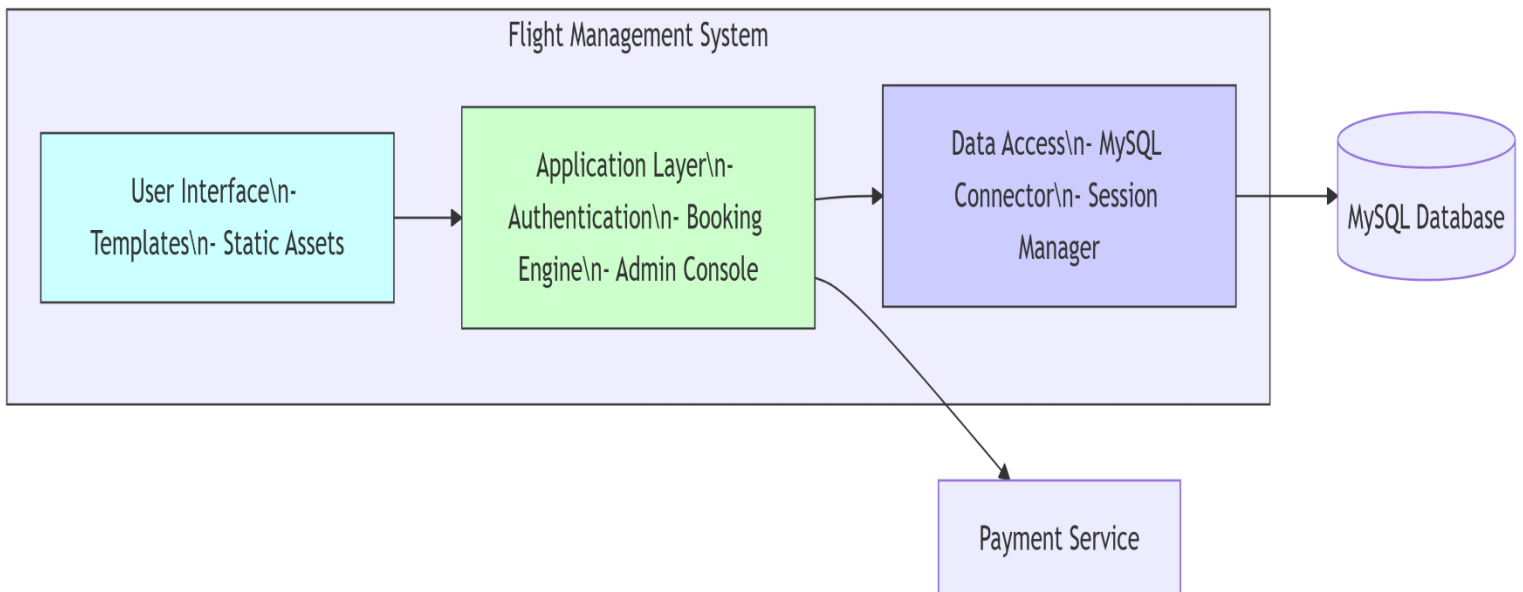 Flight Management System
User Interface\n-
Templates\n- Static Assets
Application Layer\n-
Authentication\n- Booking
Engine\n- Admin Console
Data Access\n- MySQL
Connector\n- Session
Manager
MySQL Database
Payment Service